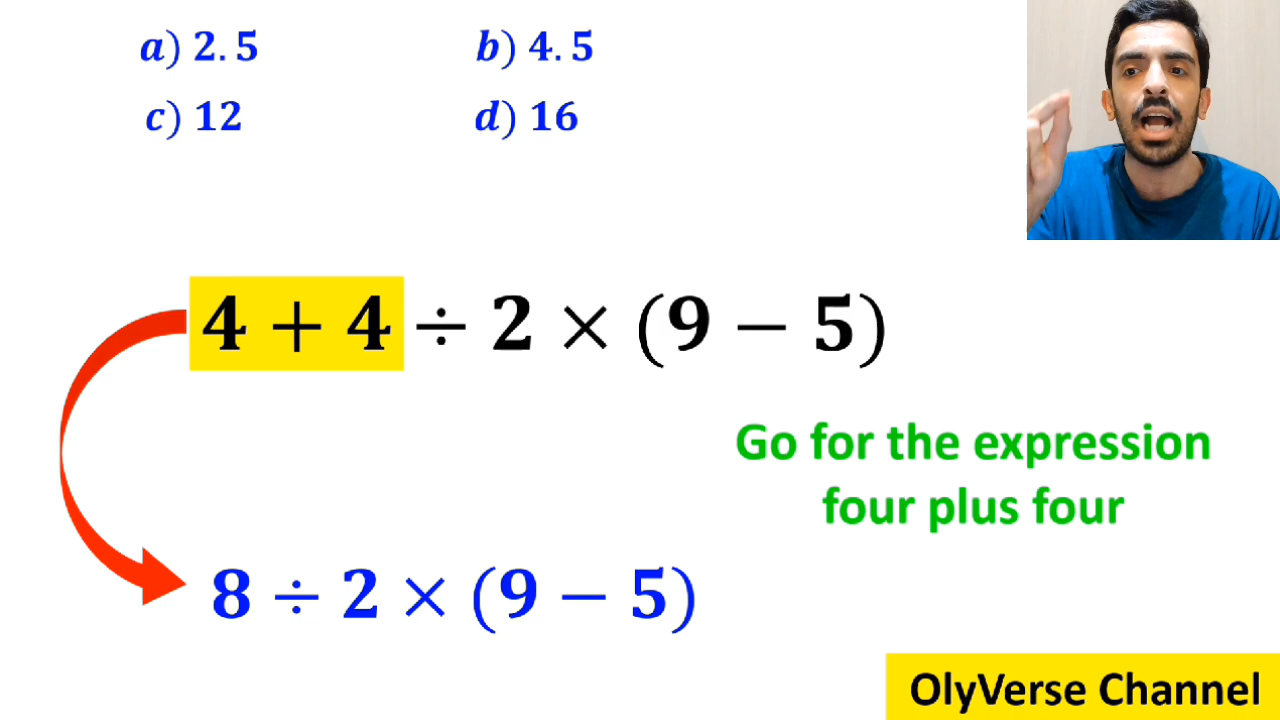 a) 2.5 b) 4.5
c) 12 d) 16
4 + 4 ÷ 2 × (9 − 5)
Go for the expression
four plus four
8 ÷ 2 × (9 − 5)
OlyVerse Channel